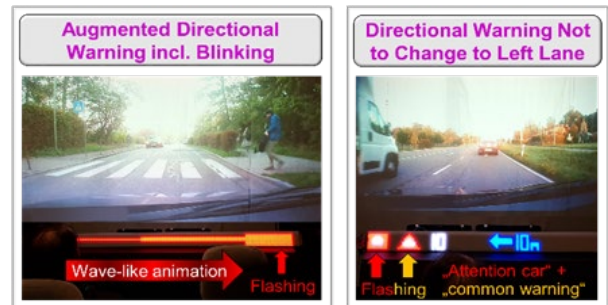 Augmented Directional
Warning incl. Blinking
Wave-like animation
Flashing
Directional Warning Not
to Change to Left Lane
10
10m
Flashing
„Attention car“ +
„common warning“